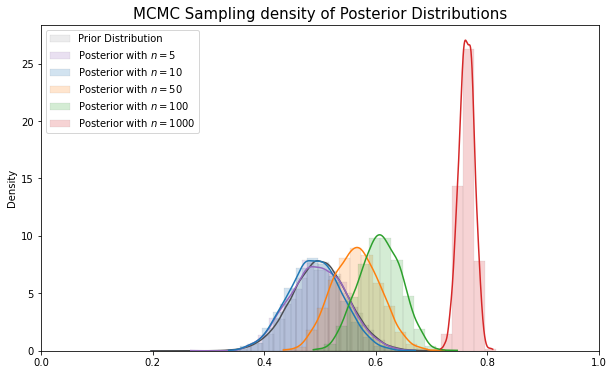 MCMC Sampling density of Posterior Distributions
Prior Distribution
Posterior with n = 5
Posterior with n = 10
Posterior with n = 50
Posterior with n = 100
Posterior with n = 1000
Density
25
20
15
10
5
0
0.0 0.2 0.4 0.6 0.8 1.0